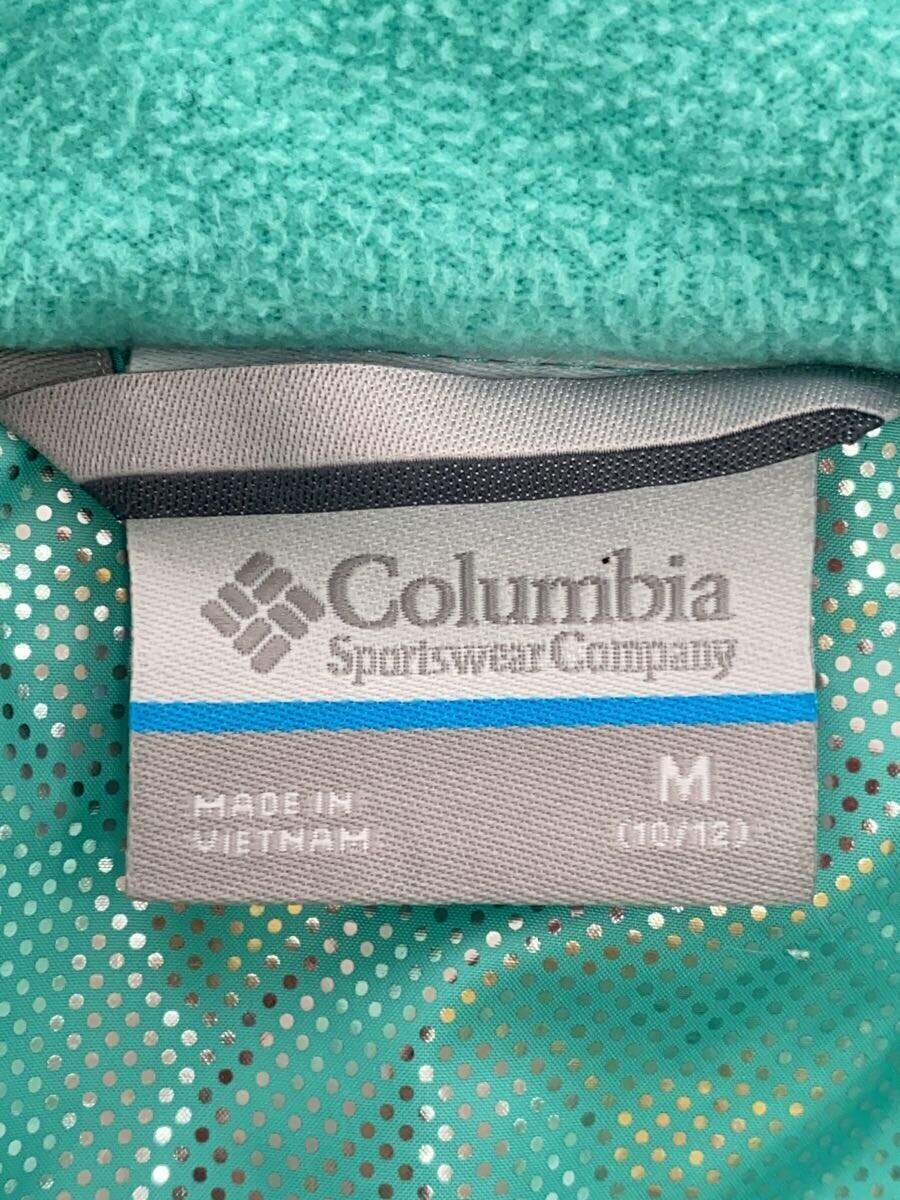 Columbia
Sportswear Company
MADE IN
VIETNAM
M
(10/12)